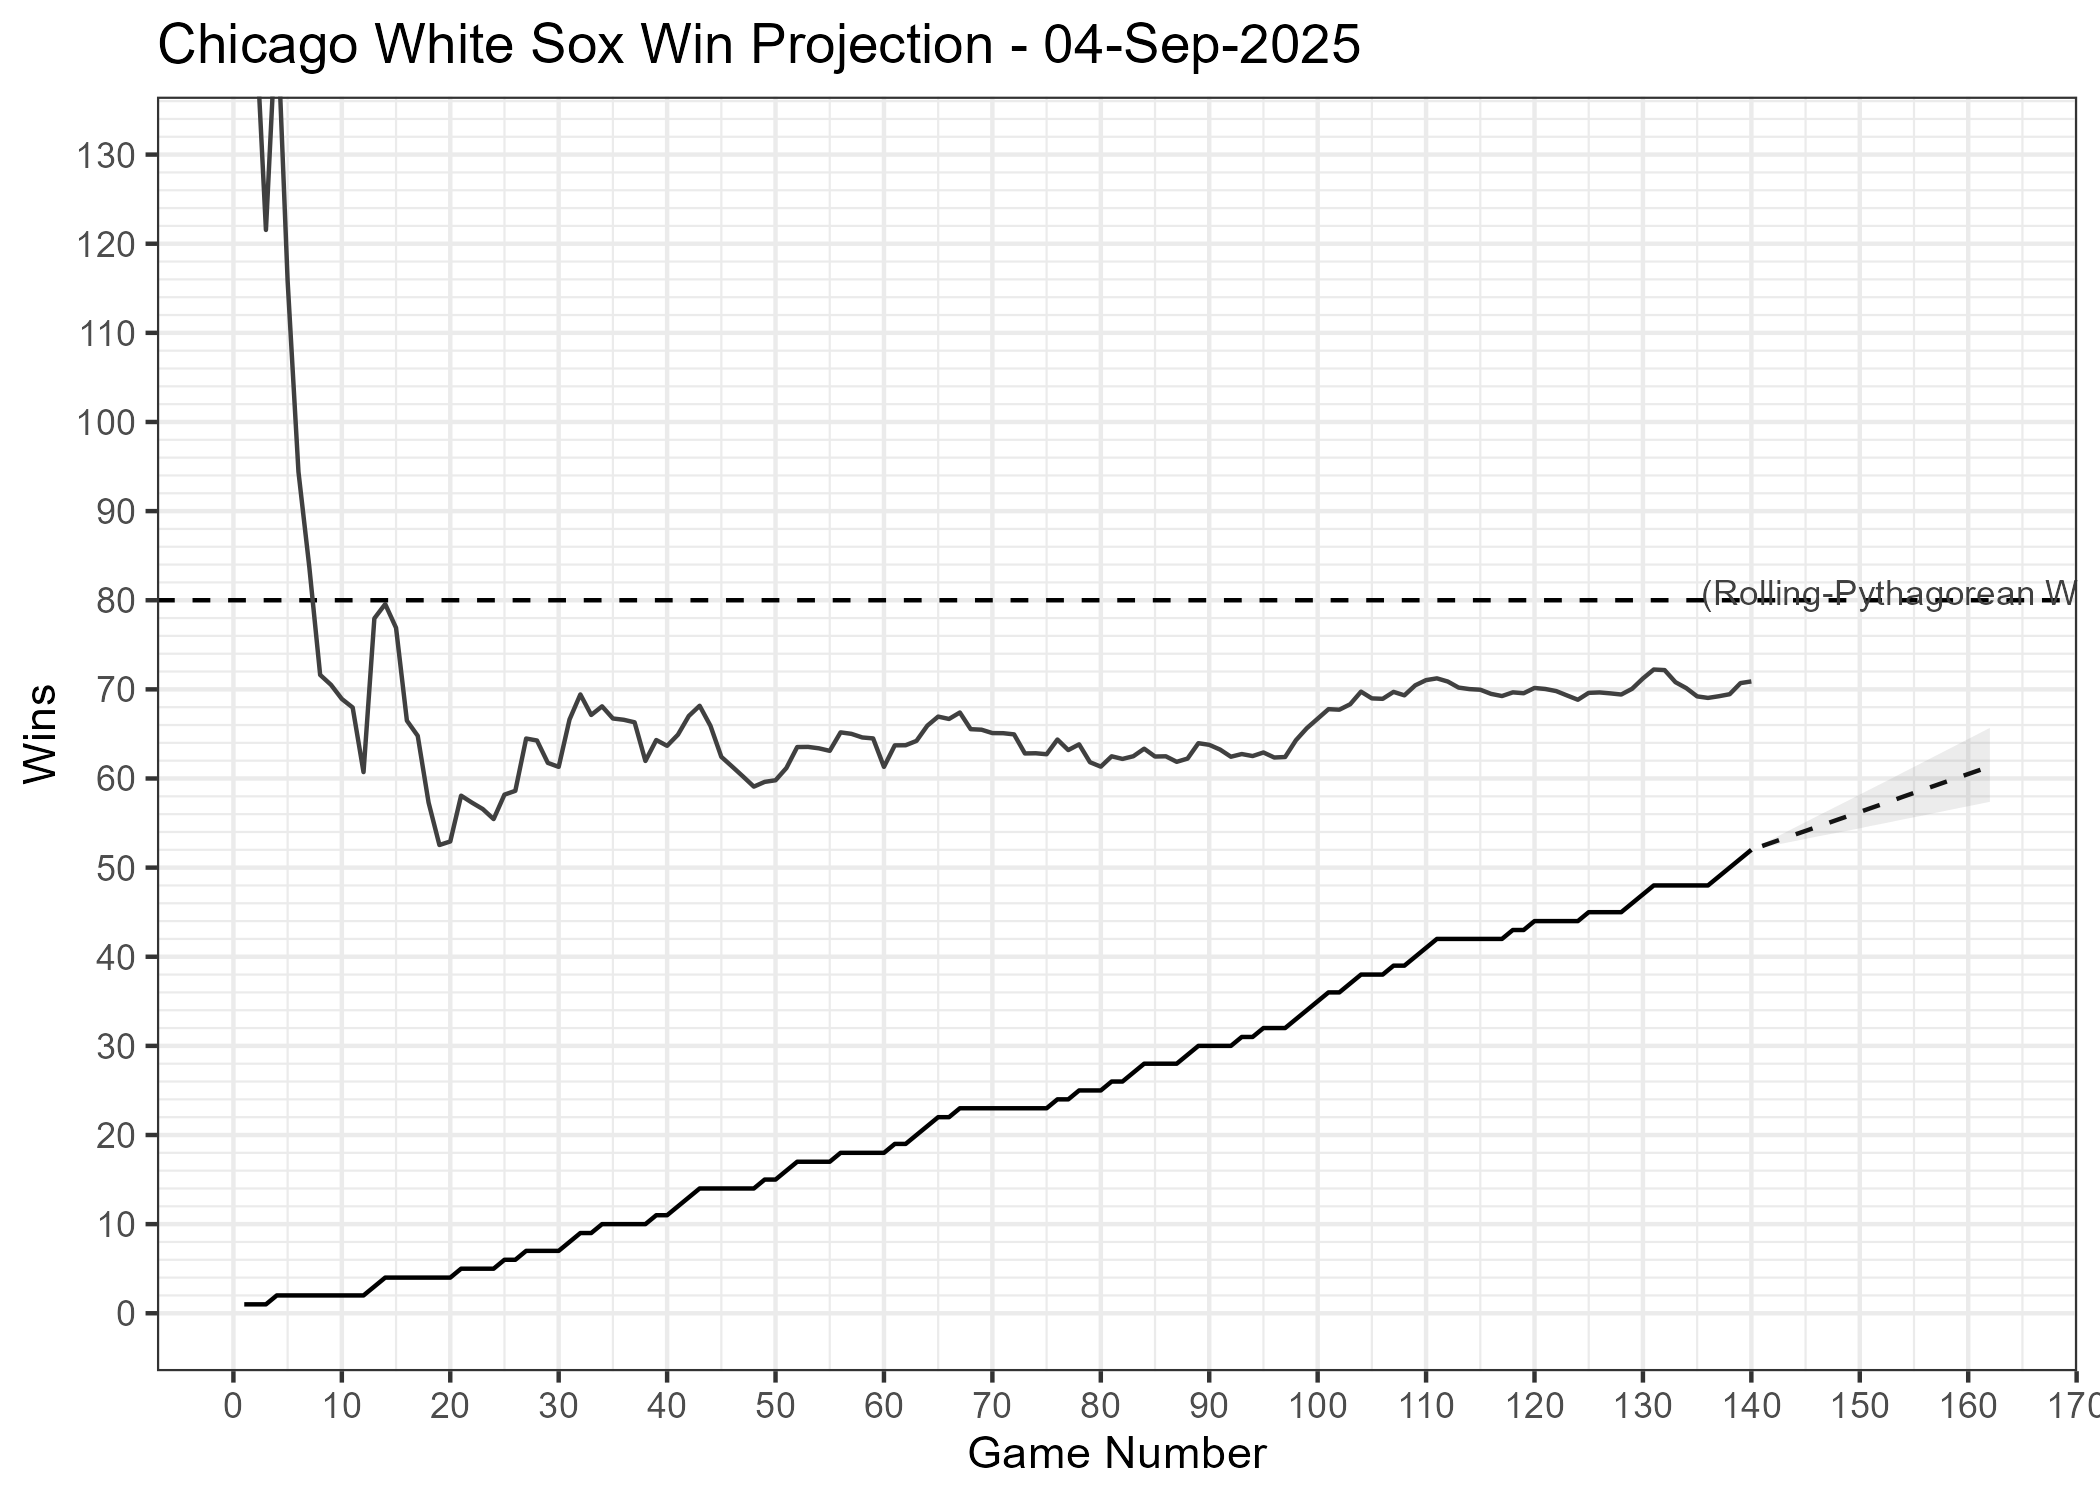 Chicago White Sox Win Projection - 04-Sep-2025
130
120
110
100
90
80
70
60
50
40
30
20
10
0
Wins
(Rolling-Pythagorean W
0 10 20 30 40 50 60 70 80 90 100 110 120 130 140 150 160 170
Game Number